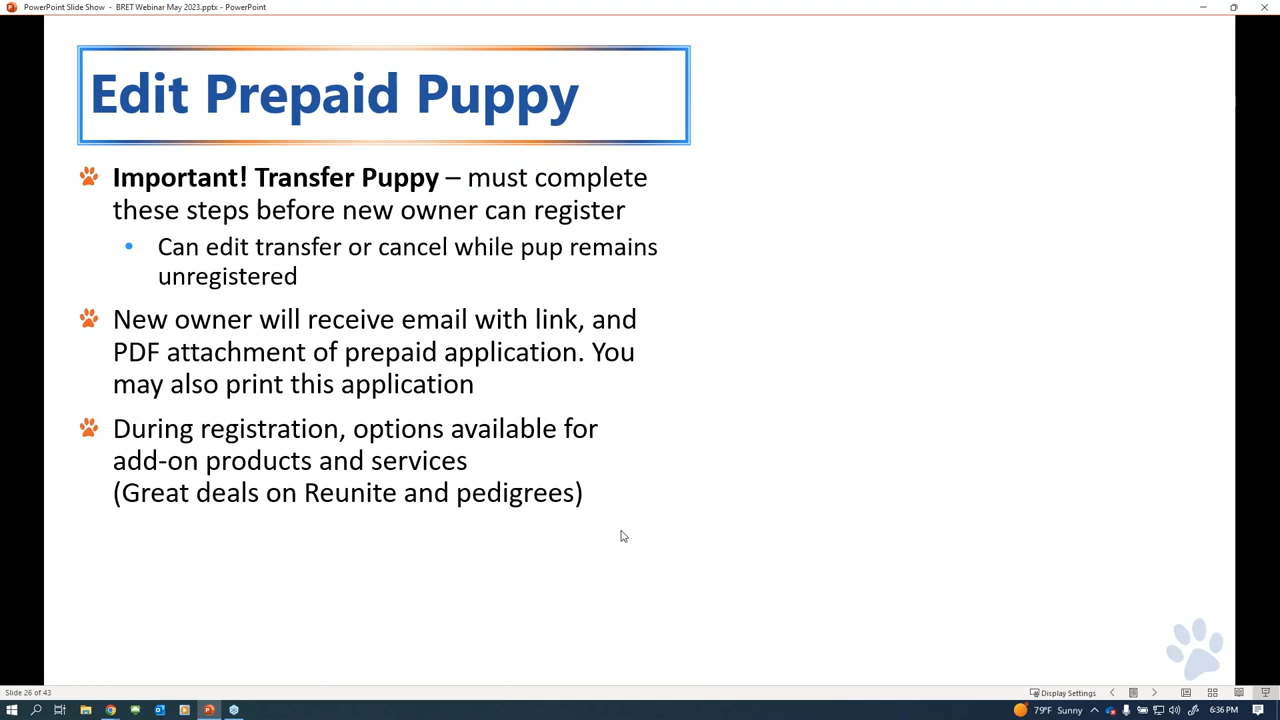 PowerPoint Slide Show - BRET Webinar May 2023.pptx - PowerPoint
Edit Prepaid Puppy
Important! Transfer Puppy – must complete
these steps before new owner can register
Can edit transfer or cancel while pup remains
unregistered
New owner will receive email with link, and
PDF attachment of prepaid application. You
may also print this application
During registration, options available for
add-on products and services
(Great deals on Reunite and pedigrees)
Slide 26 of 43
Display Settings
79°F Sunny
6:36 PM